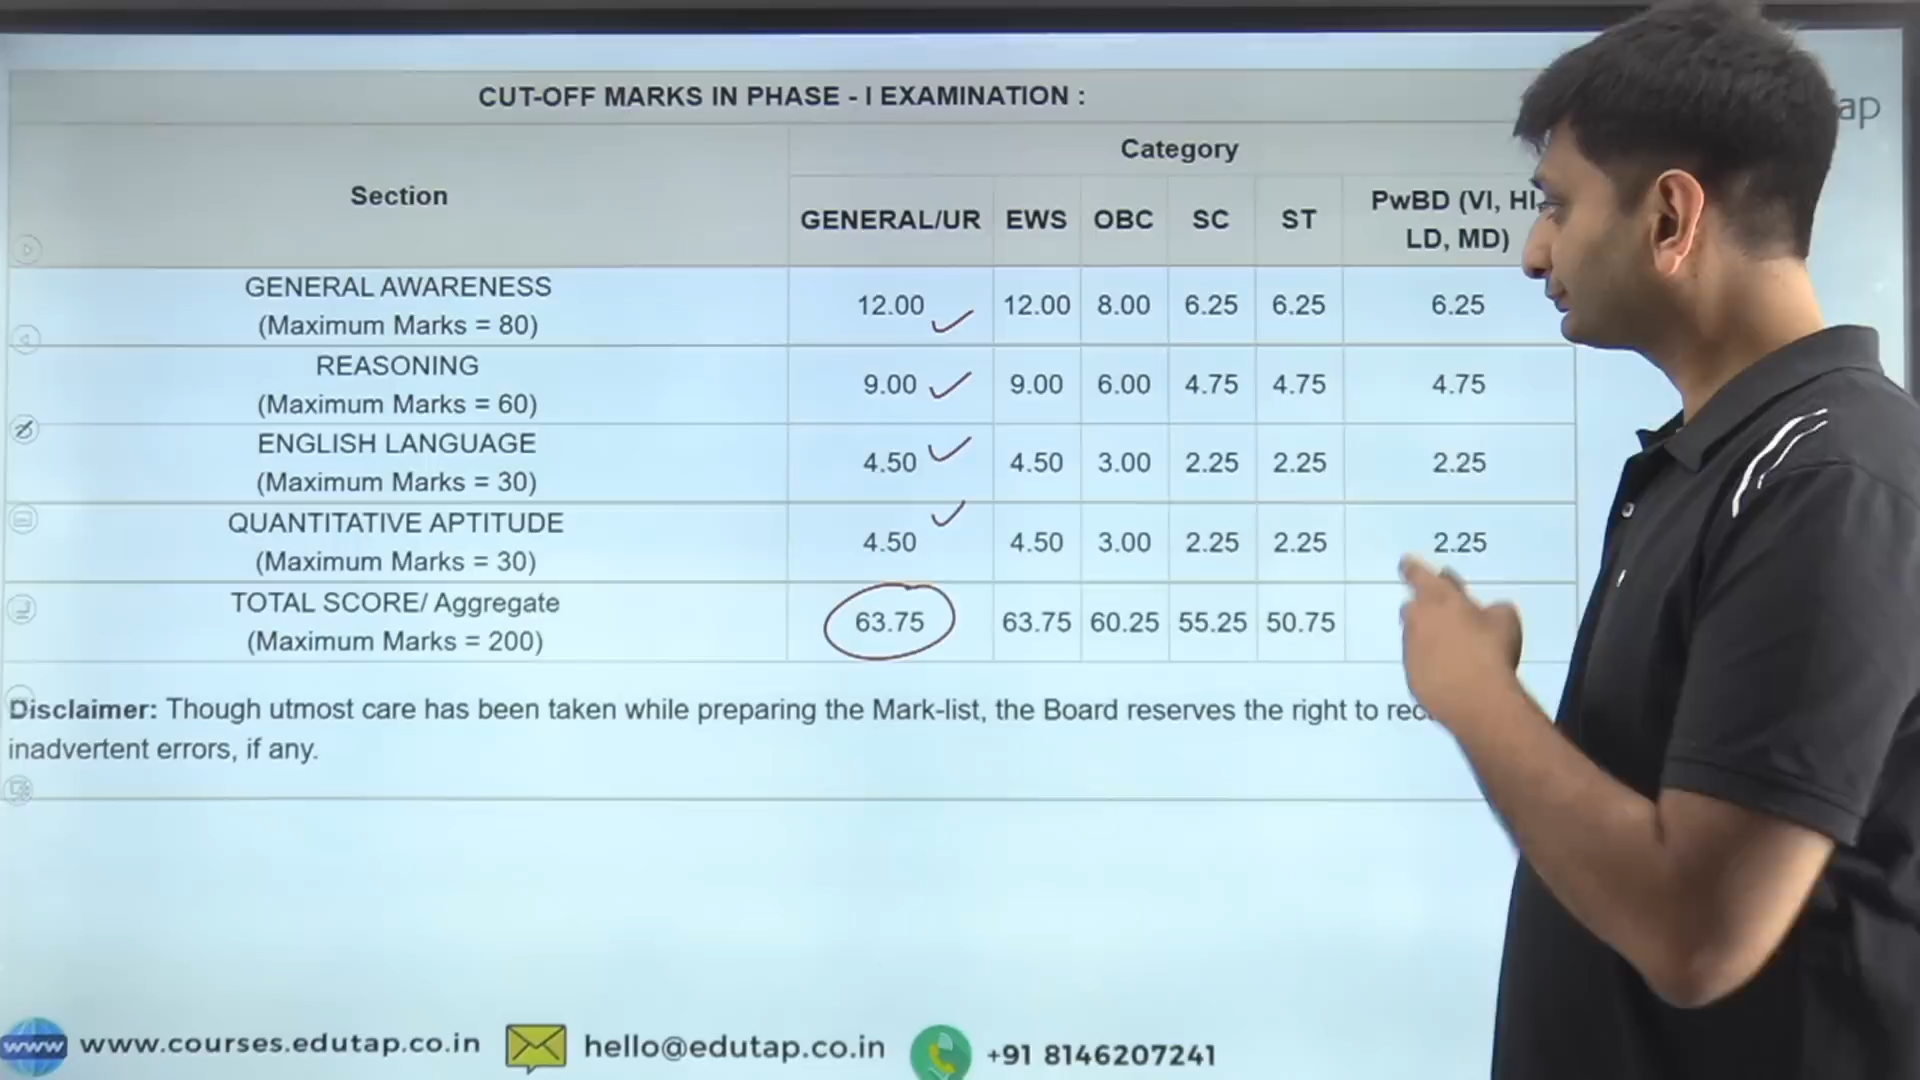 CUT-OFF MARKS IN PHASE - I EXAMINATION :
ap
Category
Section
GENERAL/UR EWS OBC SC ST PwBD (VI, HI,
LD, MD)
GENERAL AWARENESS
(Maximum Marks = 80)
12.00 12.00 8.00 6.25 6.25 6.25
REASONING
(Maximum Marks = 60)
9.00 9.00 6.00 4.75 4.75 4.75
ENGLISH LANGUAGE
(Maximum Marks = 30)
4.50 4.50 3.00 2.25 2.25 2.25
QUANTITATIVE APTITUDE
(Maximum Marks = 30)
4.50 4.50 3.00 2.25 2.25 2.25
TOTAL SCORE/ Aggregate
(Maximum Marks = 200)
63.75 63.75 60.25 55.25 50.75
Disclaimer: Though utmost care has been taken while preparing the Mark-list, the Board reserves the right to
inadvertent errors, if any.
www www.courses.edutap.co.in hello@edutap.co.in +91 8146207241